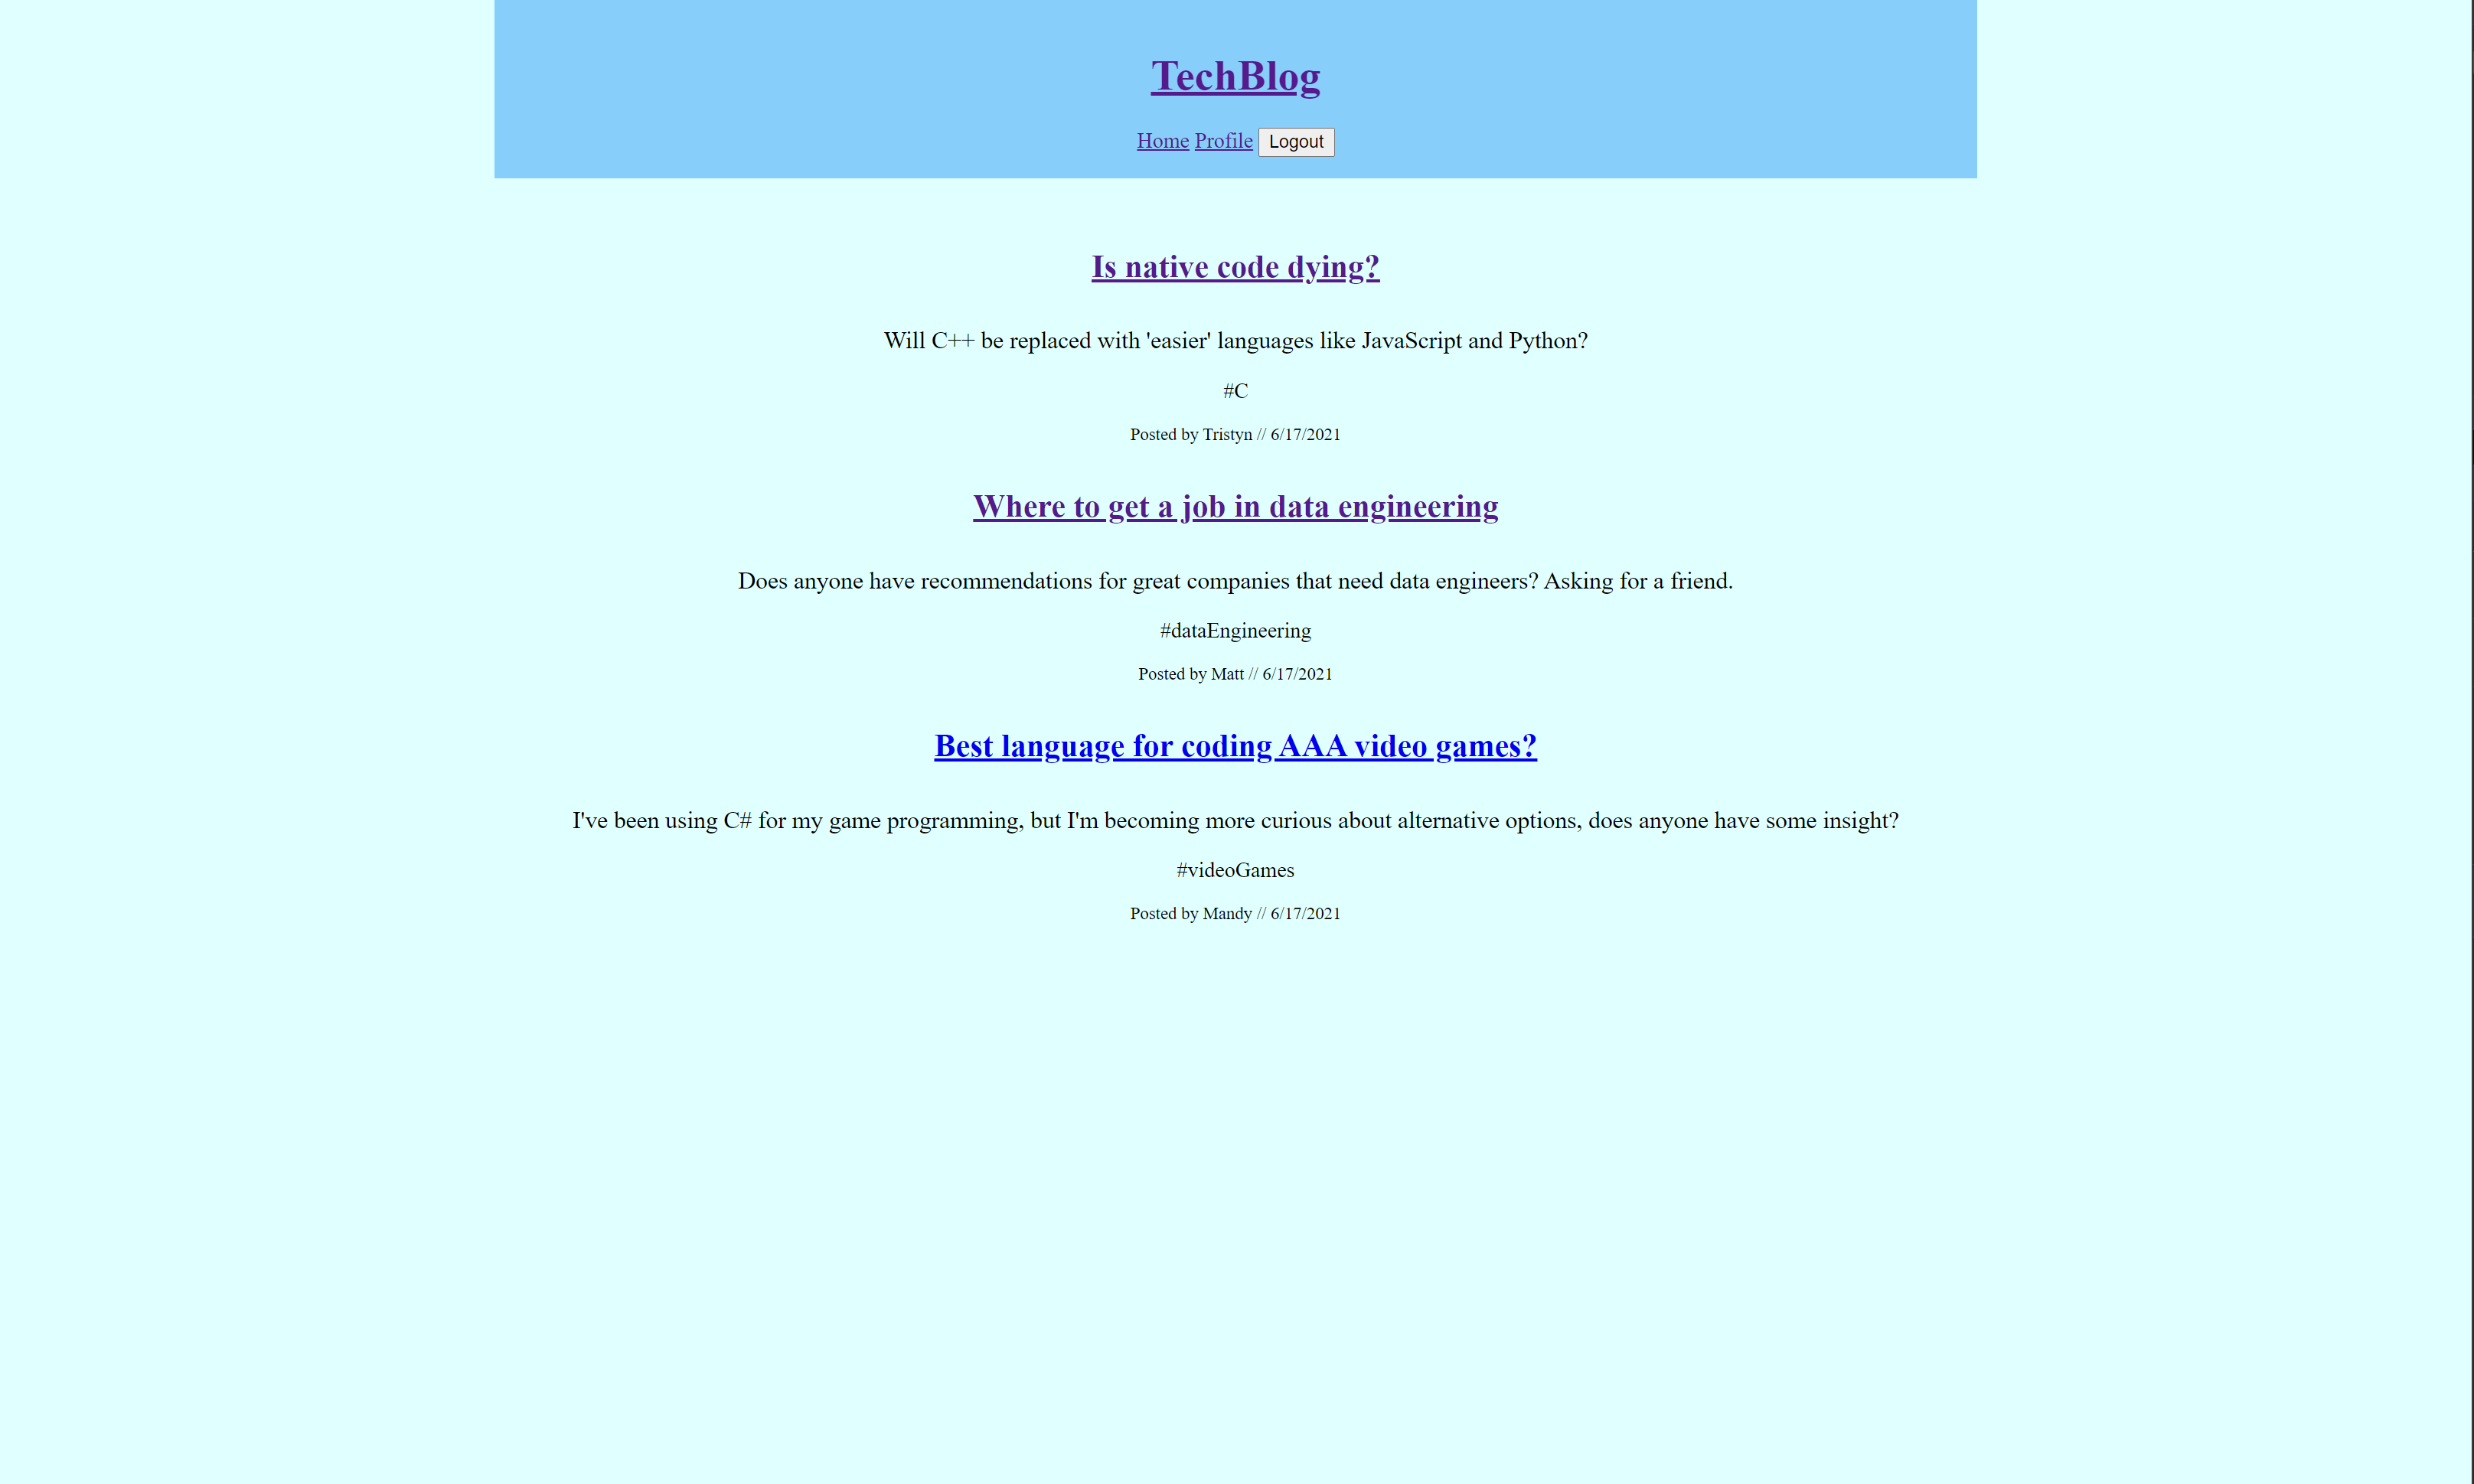 TechBlog
Home Profile Logout
Is native code dying?
Will C++ be replaced with 'easier' languages like JavaScript and Python?
#C
Posted by Tristyn // 6/17/2021
Where to get a job in data engineering
Does anyone have recommendations for great companies that need data engineers? Asking for a friend.
#dataEngineering
Posted by Matt // 6/17/2021
Best language for coding AAA video games?
I've been using C# for my game programming, but I'm becoming more curious about alternative options, does anyone have some insight?
#videoGames
Posted by Mandy // 6/17/2021